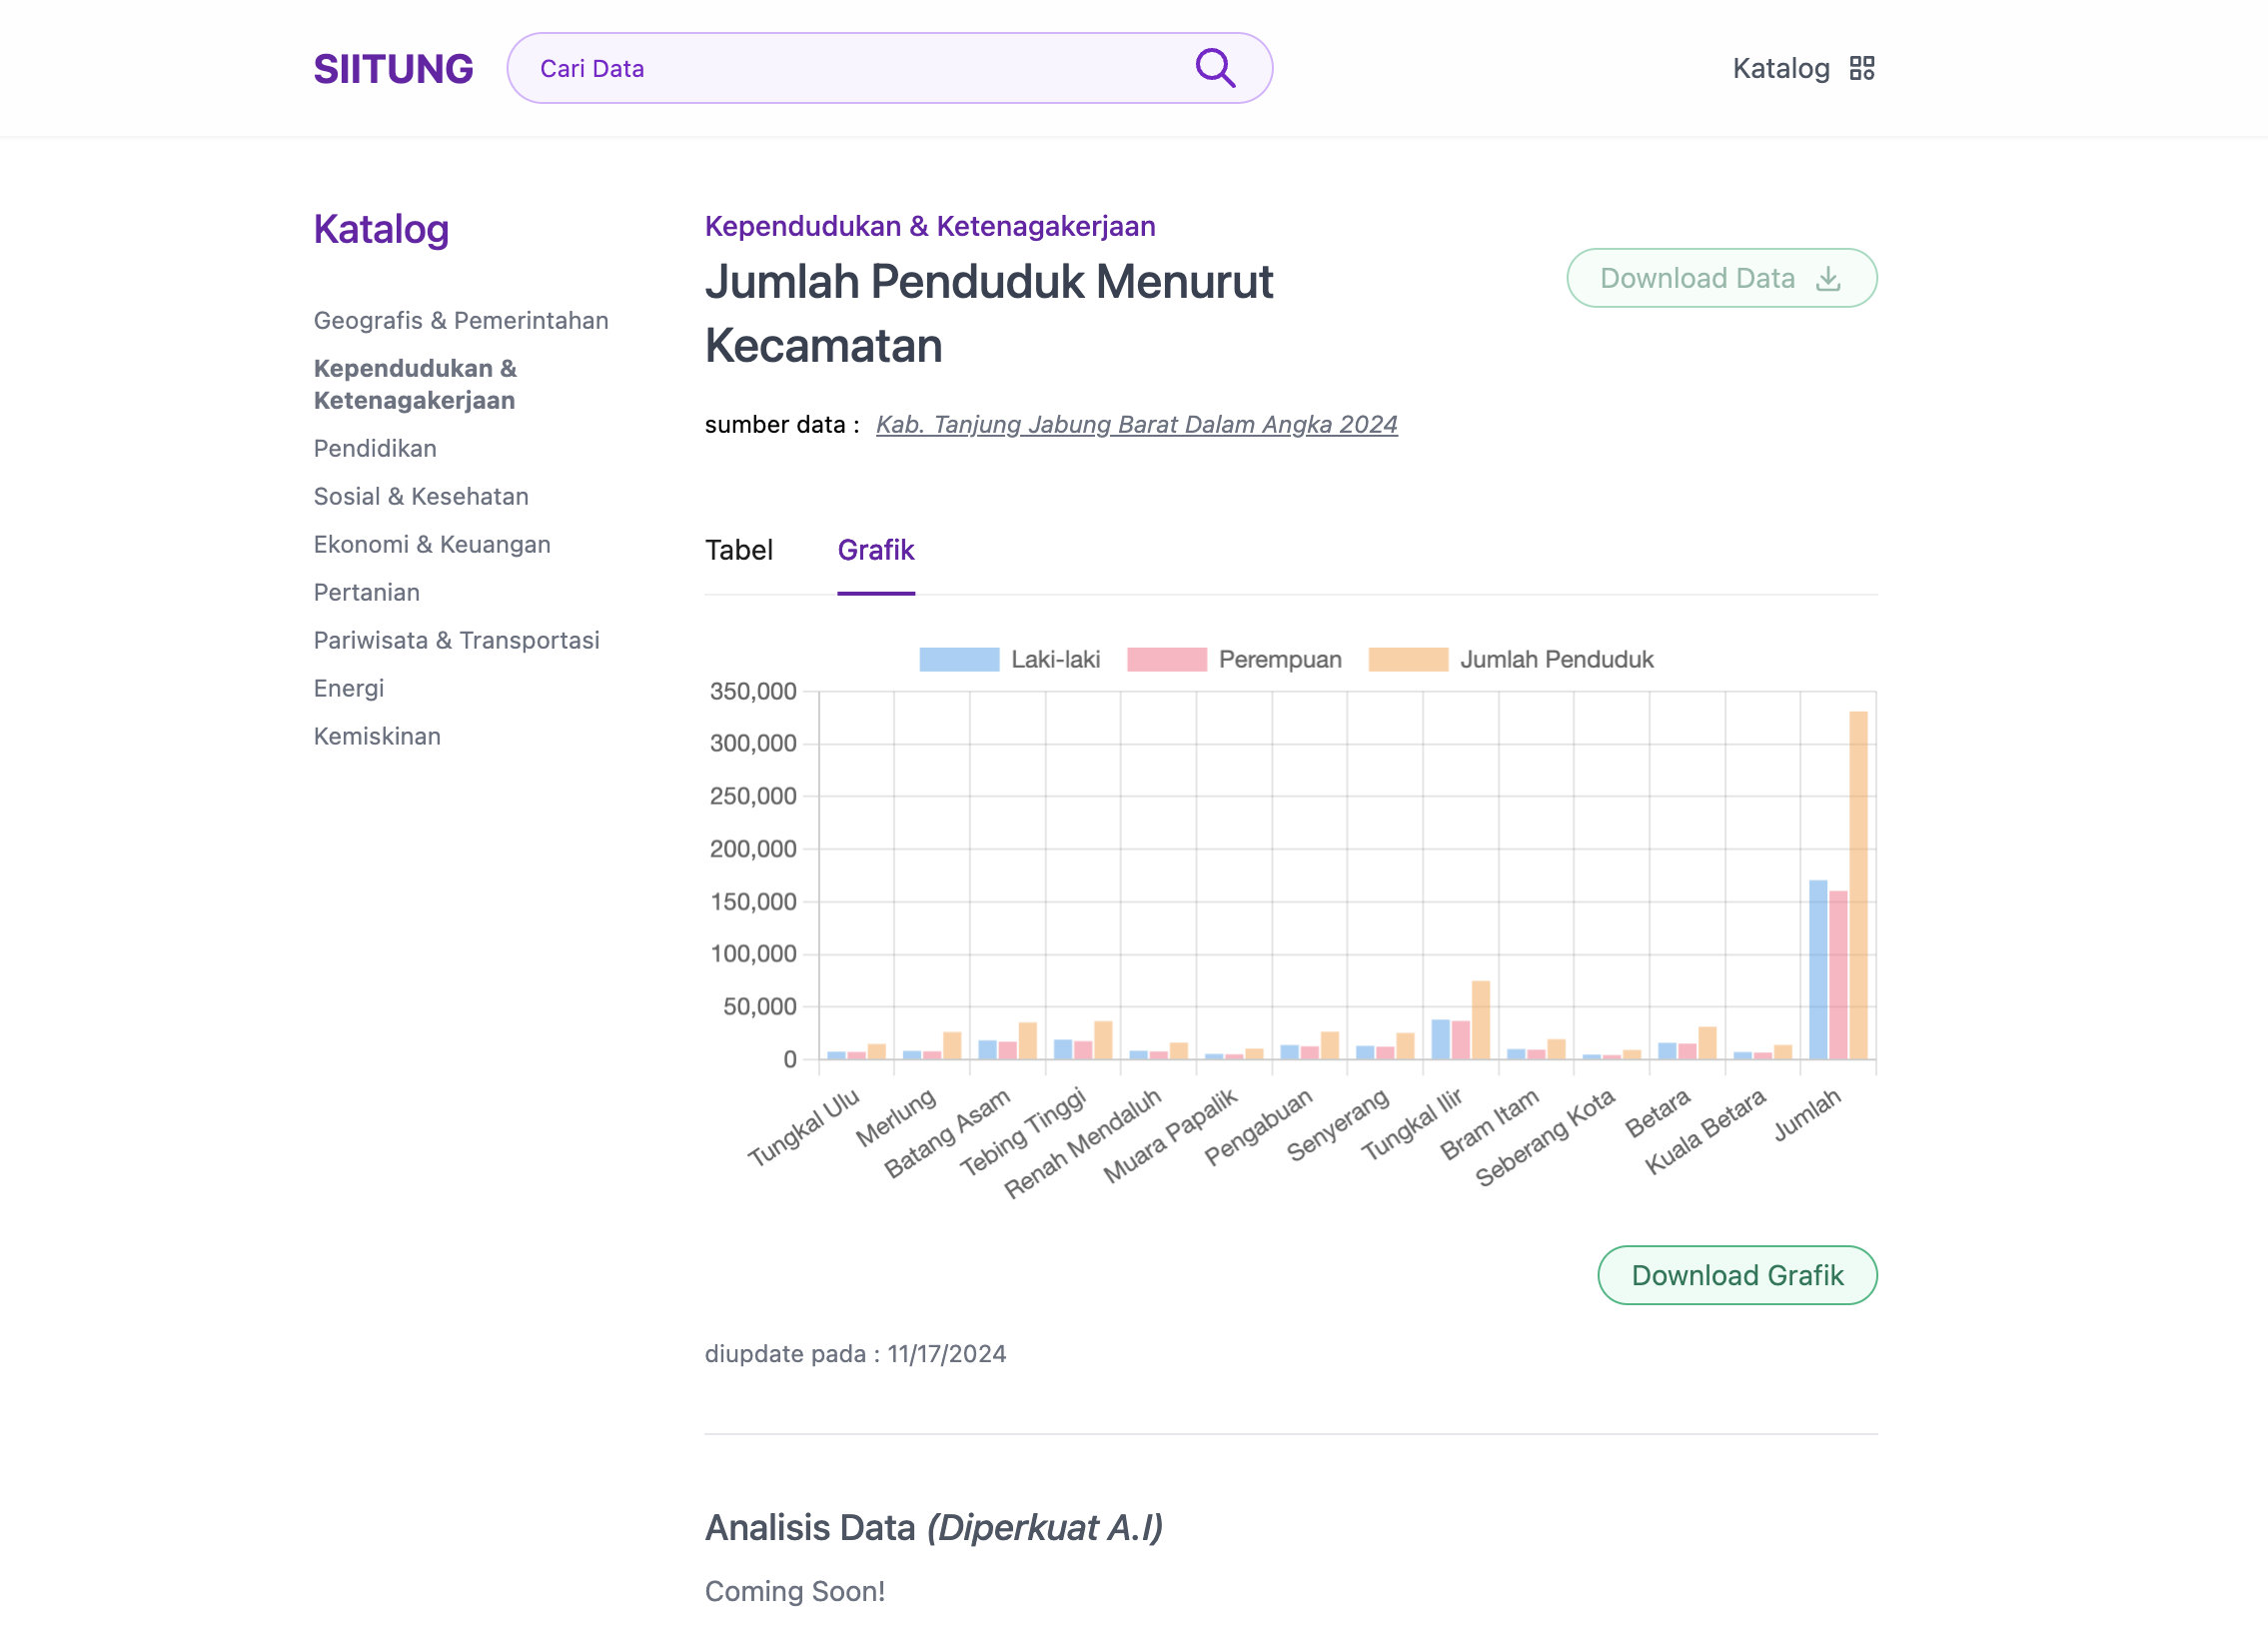 SIITUNG
Cari Data
Katalog
Katalog
Geografis & Pemerintahan
Kependudukan &
Ketenagakerjaan
Pendidikan
Sosial & Kesehatan
Ekonomi & Keuangan
Pertanian
Pariwisata & Transportasi
Energi
Kemiskinan
Kependudukan & Ketenagakerjaan
Jumlah Penduduk Menurut
Kecamatan
Download Data
sumber data : Kab. Tanjung Jabung Barat Dalam Angka 2024
Tabel
Grafik
Laki-laki
Perempuan
Jumlah Penduduk
350,000
300,000
250,000
200,000
150,000
100,000
50,000
0
Tungkal Ulu
Merlung
Batang Asam
Tebing Tinggi
Renah Mendaluh
Muara Papalik
Pengabuan
Senyerang
Tungkal Ilir
Bram Itam
Seberang Kota
Betara
Kuala Betara
Jumlah
Download Grafik
diupdate pada : 11/17/2024
Analisis Data (Diperkuat A.I)
Coming Soon!